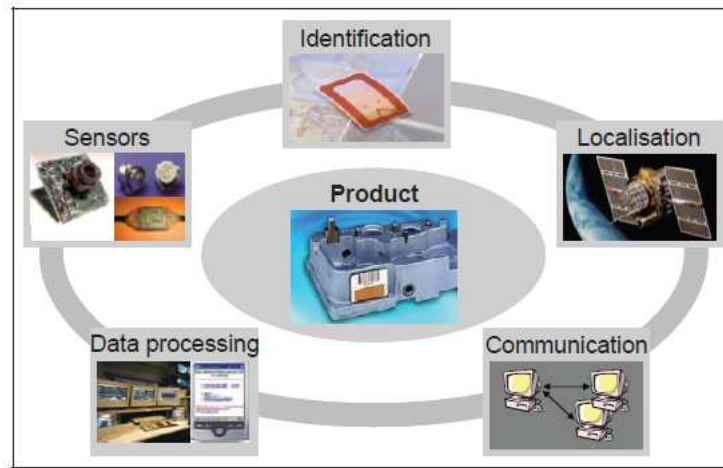 Identification
Sensors
Localisation
Product
Data processing
Communication